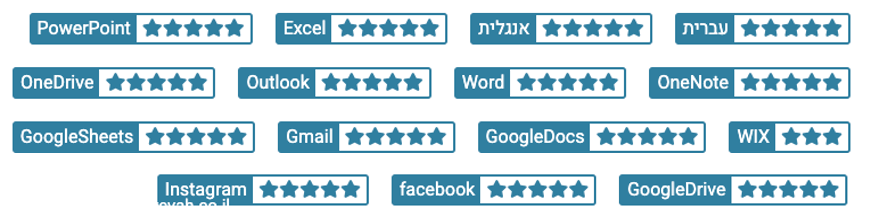 עברית אנגלית Excel PowerPoint
OneNote Word Outlook OneDrive
WIX GoogleDocs Gmail GoogleSheets
GoogleDrive facebook Instagram